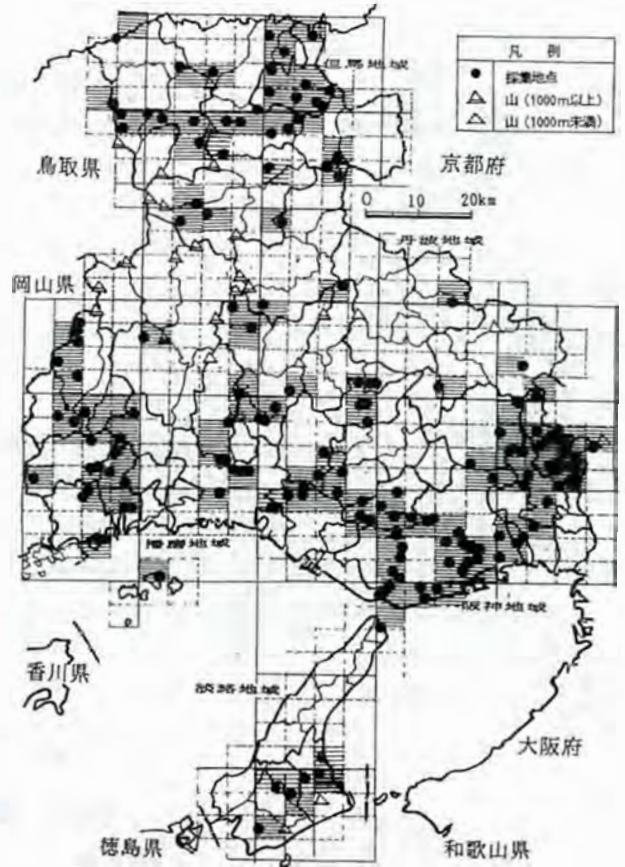 凡 例
採集地点
山(1000m以上)
山(1000m未満)
但馬地域
鳥取県
京都府
0 10 20km
丹波地域
岡山県
播磨地域
阪神地域
香川県
淡路地域
大阪府
徳島県
和歌山県